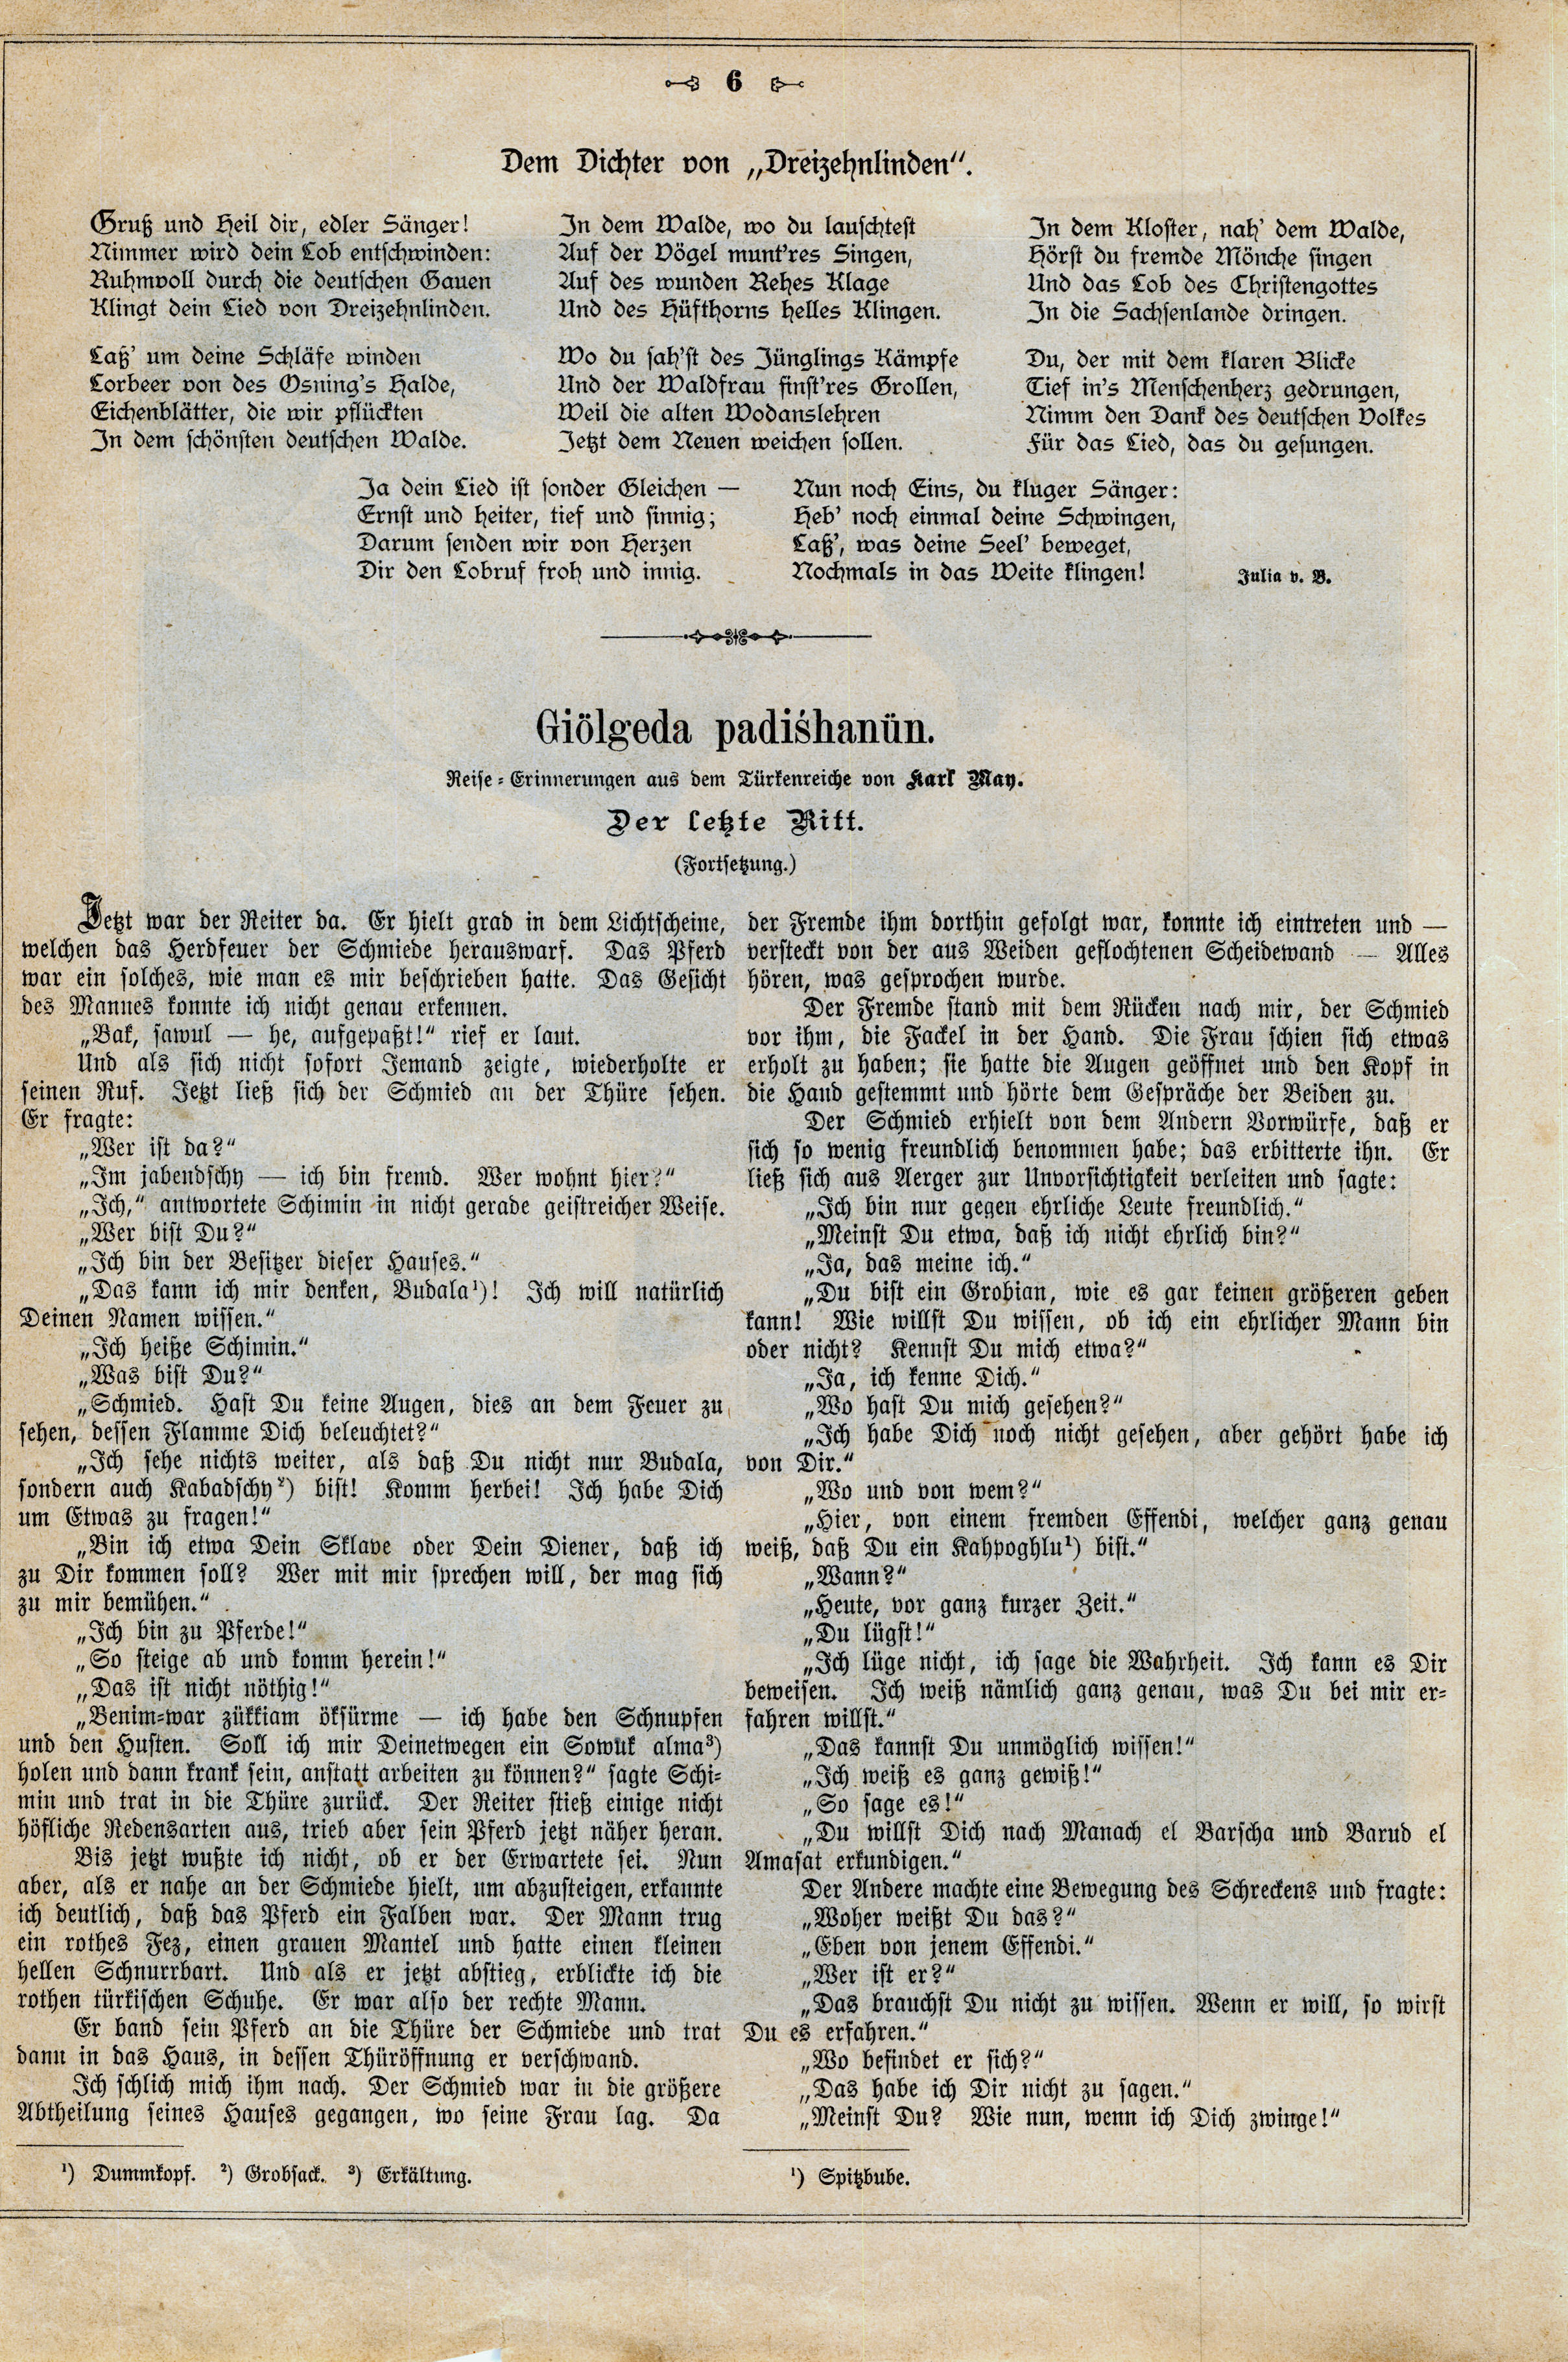 6
Dem Dichter von „Dreizehnlinden“.
Gruß und Heil dir, edler Sänger!
Nimmer wird dein Lob entschwinden:
Ruhmvoll durch die deutschen Gauen
Klingt dein Lied von Dreizehnlinden.
Laß’ um deine Schläfe winden
Lorbeer von des Osning’s Halde,
Eichenblätter, die wir pflückten
In dem schönsten deutschen Walde.
In dem Walde, wo du lauschtest
Auf der Vögel munt’res Singen,
Auf des wunden Rehes Klage
Und des Hüfthorns helles Klingen.
Wo du sah’st des Jünglings Kämpfe
Und der Waldfrau finst’res Grollen,
Weil die alten Wodanslehren
Jetzt dem Neuen weichen sollen.
In dem Kloster, nah’ dem Walde,
Hörst du fremde Mönche singen
Und das Lob des Christengottes
In die Sachsenlande dringen.
Du, der mit dem klaren Blicke
Tief in’s Menschenherz gedrungen,
Nimm den Dank des deutschen Volkes
Für das Lied, das du gesungen.
Ja dein Lied ist sonder Gleichen —
Ernst und heiter, tief und sinnig;
Darum senden wir von Herzen
Dir den Lobruf froh und innig.
Nun noch Eins, du kluger Sänger:
Heb’ noch einmal deine Schwingen,
Laß’, was deine Seel’ beweget,
Nochmals in das Weite klingen!
Julia v. B.
Giölgeda padiśhanün.
Reise-Erinnerungen aus dem Türkenreiche von Karl May.
Der letzte Ritt.
(Fortsetzung.)
Jetzt war der Reiter da. Er hielt grad in dem Lichtscheine,
welchen das Herdfeuer der Schmiede herauswarf. Das Pferd
war ein solches, wie man es mir beschrieben hatte. Das Gesicht
des Mannes konnte ich nicht genau erkennen.
„Bak, sawul — he, aufgepaßt!“ rief er laut.
Und als sich nicht sofort Jemand zeigte, wiederholte er
seinen Ruf. Jetzt ließ sich der Schmied an der Thüre sehen.
Er fragte:
„Wer ist da?“
„Im jabendschy — ich bin fremd. Wer wohnt hier?“
„Ich,“ antwortete Schimin in nicht gerade geistreicher Weise.
„Wer bist Du?“
„Ich bin der Besitzer dieser Hauses.“
„Das kann ich mir denken, Budala¹)! Ich will natürlich
Deinen Namen wissen.“
„Ich heiße Schimin.“
„Was bist Du?“
„Schmied. Hast Du keine Augen, dies an dem Feuer zu
sehen, dessen Flamme Dich beleuchtet?“
„Ich sehe nichts weiter, als daß Du nicht nur Budala,
sondern auch Kabadschy²) bist! Komm herbei! Ich habe Dich
um Etwas zu fragen!“
„Bin ich etwa Dein Sklave oder Dein Diener, daß ich
zu Dir kommen soll? Wer mit mir sprechen will, der mag sich
zu mir bemühen.“
„Ich bin zu Pferde!“
„So steige ab und komm herein!“
„Das ist nicht nöthig!“
„Benim-war zükkiam öksürme — ich habe den Schnupfen
und den Husten. Soll ich mir Deinetwegen ein Sowuk alma³)
holen und dann krank sein, anstatt arbeiten zu können?“ sagte Schi-
min und trat in die Thüre zurück. Der Reiter stieß einige nicht
höfliche Redensarten aus, trieb aber sein Pferd jetzt näher heran.
Bis jetzt wußte ich nicht, ob er der Erwartete sei. Nun
aber, als er nahe an der Schmiede hielt, um abzusteigen, erkannte
ich deutlich, daß das Pferd ein Falben war. Der Mann trug
ein rothes Fez, einen grauen Mantel und hatte einen kleinen
hellen Schnurrbart. Und als er jetzt abstieg, erblickte ich die
rothen türkischen Schuhe. Er war also der rechte Mann.
Er band sein Pferd an die Thüre der Schmiede und trat
dann in das Haus, in dessen Thüröffnung er verschwand.
Ich schlich mich ihm nach. Der Schmied war in die größere
Abtheilung seines Hauses gegangen, wo seine Frau lag. Da
¹) Dummkopf. ²) Grobsack. ³) Erkältung.
der Fremde ihm dorthin gefolgt war, konnte ich eintreten und —
versteckt von der aus Weiden geflochtenen Scheidewand — Alles
hören, was gesprochen wurde.
Der Fremde stand mit dem Rücken nach mir, der Schmied
vor ihm, die Fackel in der Hand. Die Frau schien sich etwas
erholt zu haben; sie hatte die Augen geöffnet und den Kopf in
die Hand gestemmt und hörte dem Gespräche der Beiden zu.
Der Schmied erhielt von dem Andern Vorwürfe, daß er
sich so wenig freundlich benommen habe; das erbitterte ihn. Er
ließ sich aus Aerger zur Unvorsichtigkeit verleiten und sagte:
„Ich bin nur gegen ehrliche Leute freundlich.“
„Meinst Du etwa, daß ich nicht ehrlich bin?“
„Ja, das meine ich.“
„Du bist ein Grobian, wie es gar keinen größeren geben
kann! Wie willst Du wissen, ob ich ein ehrlicher Mann bin
oder nicht? Kennst Du mich etwa?“
„Ja, ich kenne Dich.“
„Wo hast Du mich gesehen?“
„Ich habe Dich noch nicht gesehen, aber gehört habe ich
von Dir.“
„Wo und von wem?“
„Hier, von einem fremden Effendi, welcher ganz genau
weiß, daß Du ein Kahpoghlu¹) bist.“
„Wann?“
„Heute, vor ganz kurzer Zeit.“
„Du lügst!“
„Ich lüge nicht, ich sage die Wahrheit. Ich kann es Dir
beweisen. Ich weiß nämlich ganz genau, was Du bei mir er-
fahren willst.“
„Das kannst Du unmöglich wissen!“
„Ich weiß es ganz gewiß!“
„So sage es!“
„Du willst Dich nach Manach el Barscha und Barud el
Amasat erkundigen.“
Der Andere machte eine Bewegung des Schreckens und fragte:
„Woher weißt Du das?“
„Eben von jenem Effendi.“
„Wer ist er?“
„Das brauchst Du nicht zu wissen. Wenn er will, so wirst
Du es erfahren.“
„Wo befindet er sich?“
„Das habe ich Dir nicht zu sagen.“
„Meinst Du? Wie nun, wenn ich Dich zwinge!“
¹) Spitzbube.